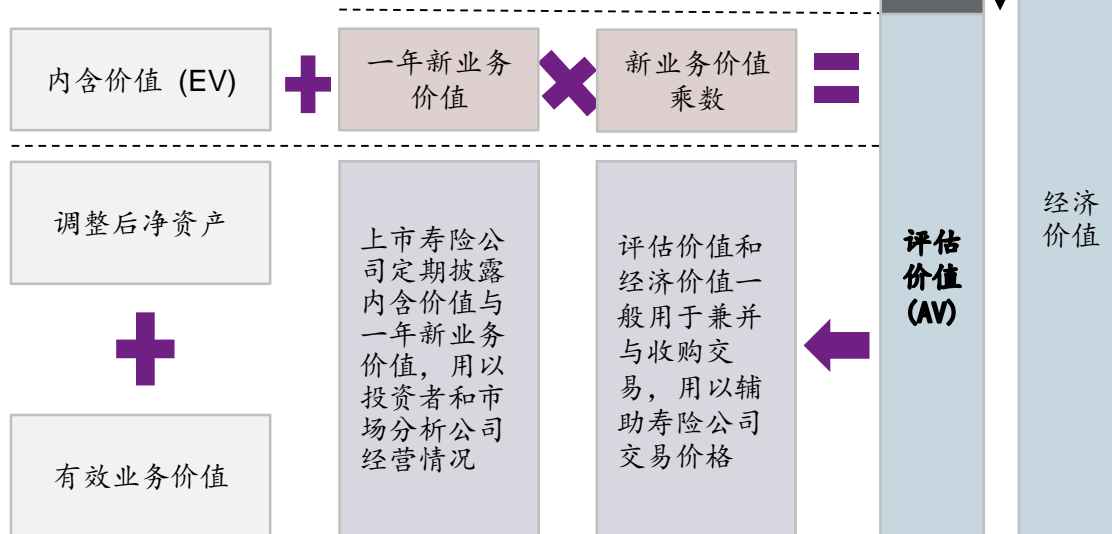 内含价值 (EV)
一年新业务
价值
新业务价值
乘数
调整后净资产
有效业务价值
上市寿险公
司定期披露
内含价值与
一年新业务
价值，用以
投资者和市
场分析公司
经营情况
评估价值和
经济价值一
般用于兼并
与收购交
易，用以辅
助寿险公司
交易价格
评估
价值
(AV)
经济
价值